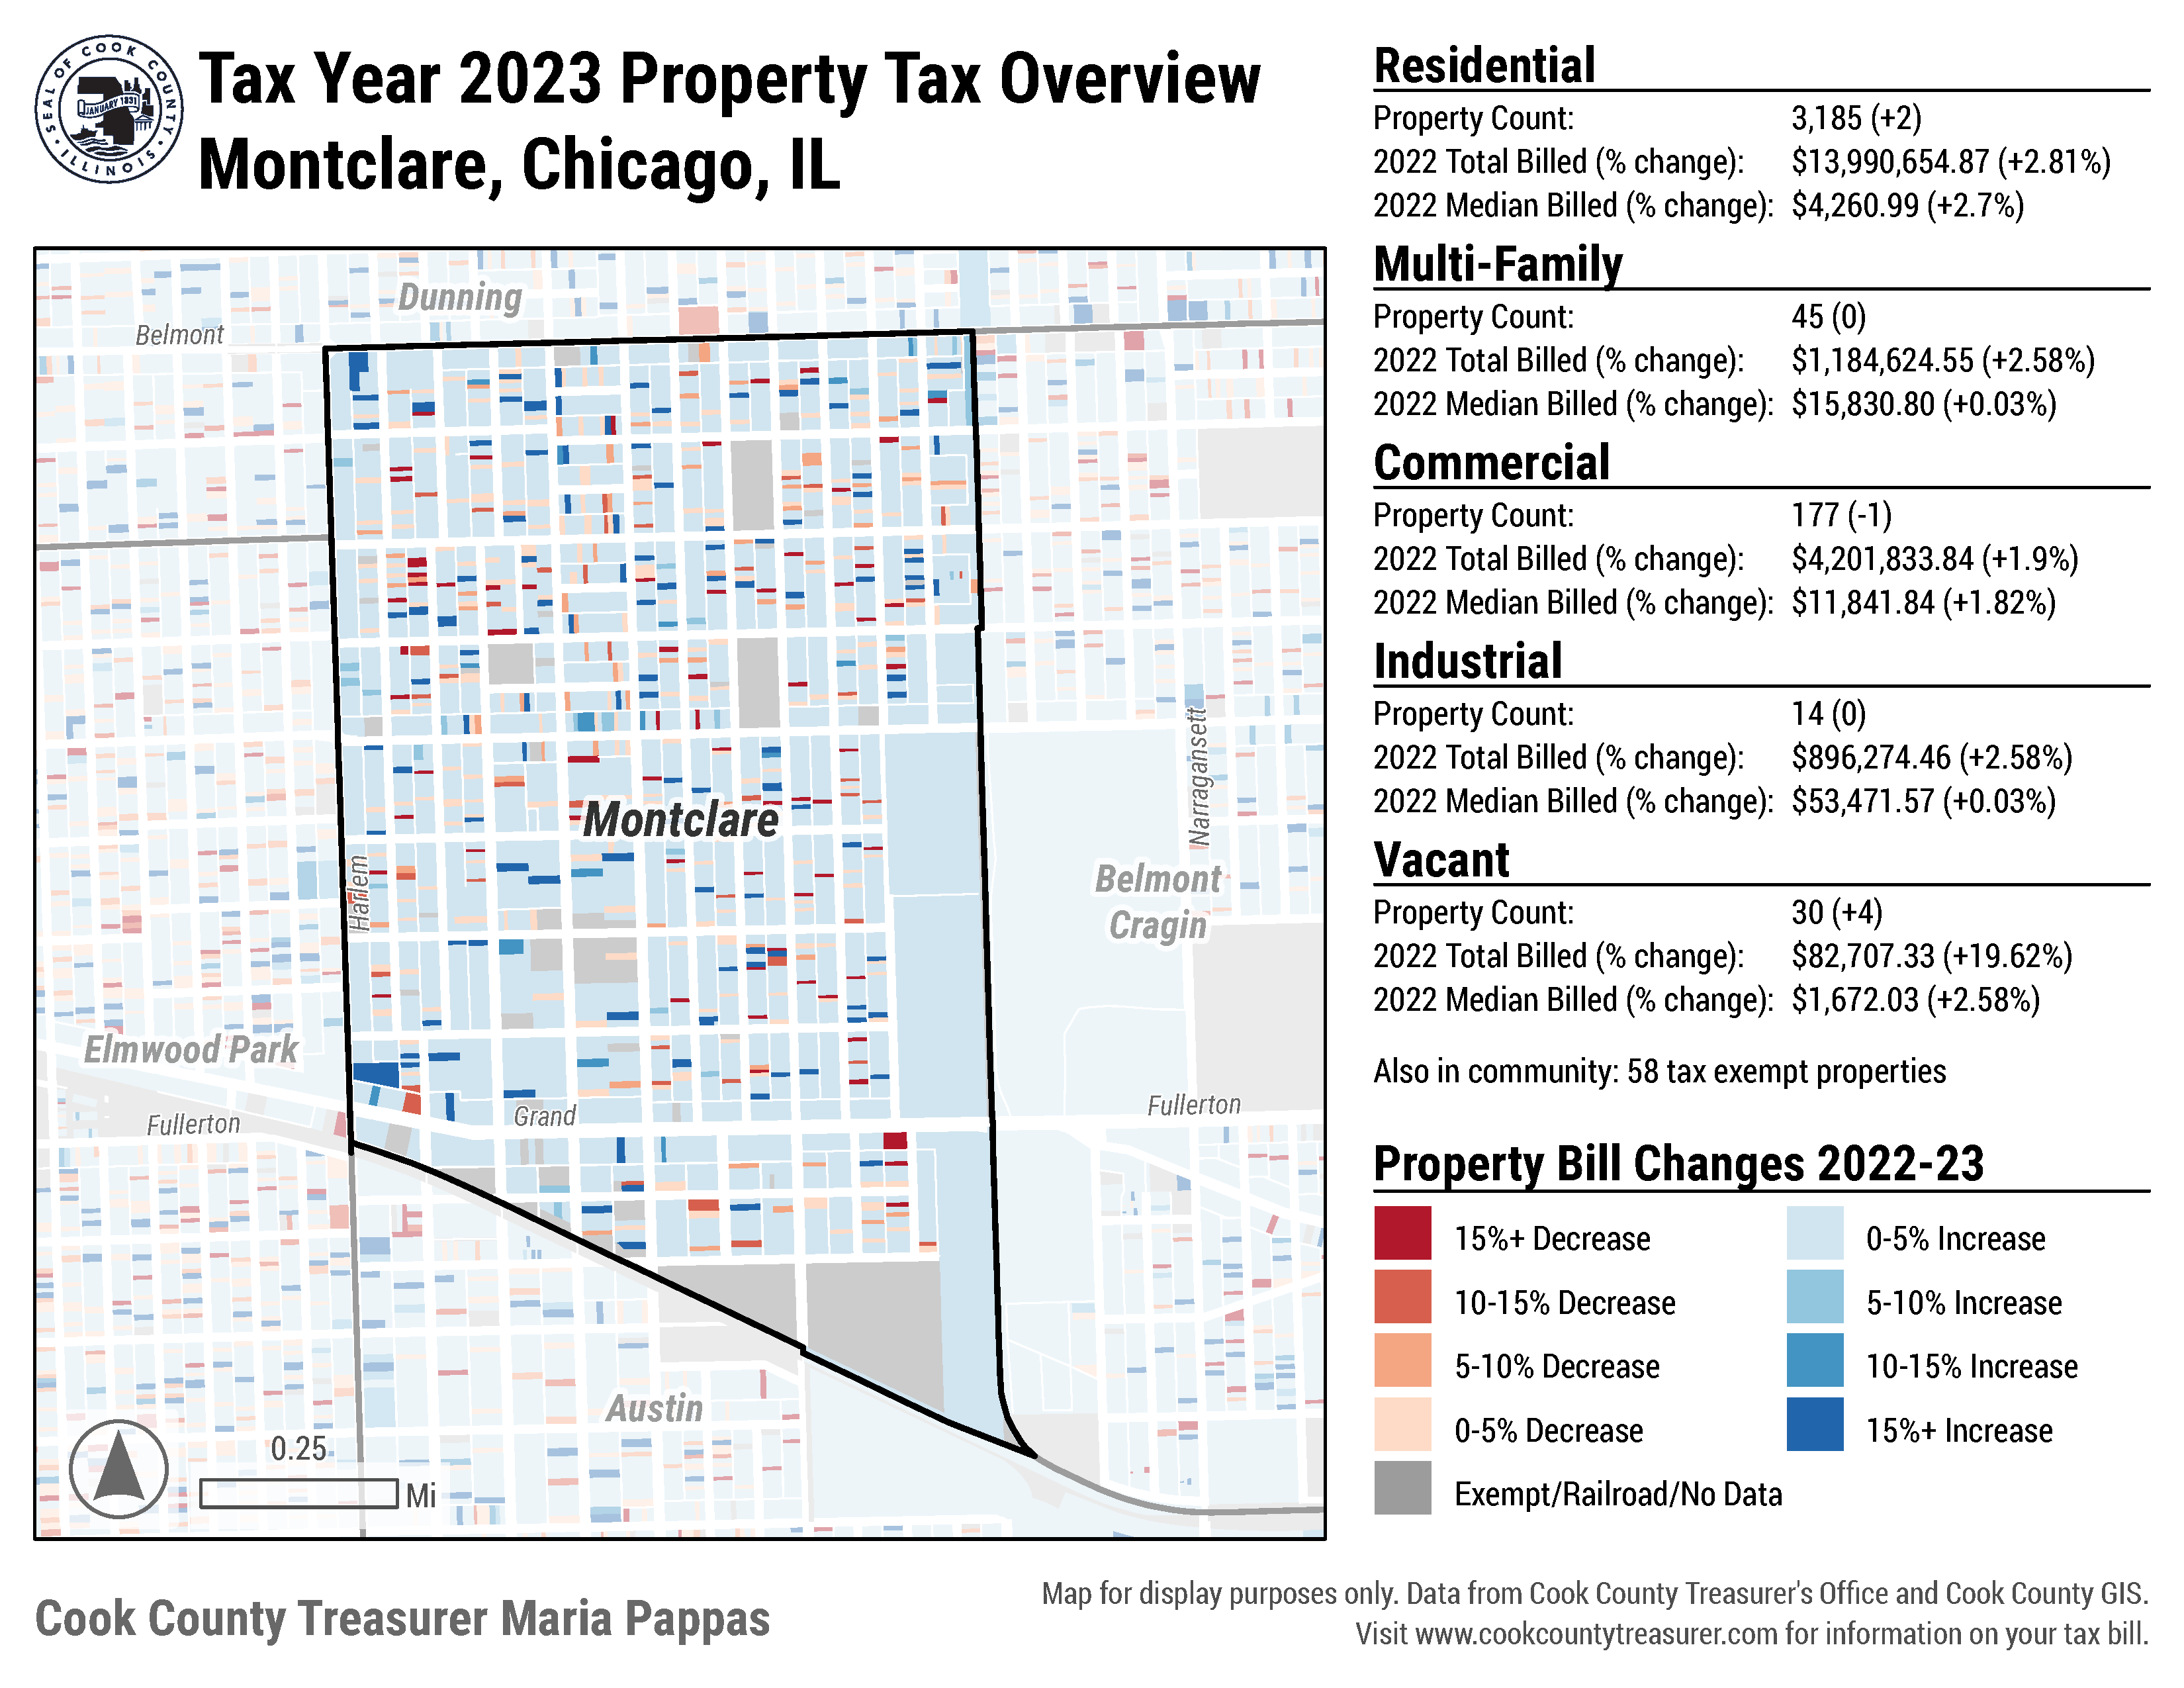 SEAL OF COOK COUNTY
ILLINOIS
JANUARY 1831
Tax Year 2023 Property Tax Overview
Montclare, Chicago, IL
Dunning
Belmont
Montclare
Harlem
Narragansett
Belmont
Cragin
Elmwood Park
Fullerton
Grand
Fullerton
Austin
0.25
Mi
Residential
Property Count: 3,185 (+2)
2022 Total Billed (% change): $13,990,654.87 (+2.81%)
2022 Median Billed (% change): $4,260.99 (+2.7%)
Multi-Family
Property Count: 45 (0)
2022 Total Billed (% change): $1,184,624.55 (+2.58%)
2022 Median Billed (% change): $15,830.80 (+0.03%)
Commercial
Property Count: 177 (-1)
2022 Total Billed (% change): $4,201,833.84 (+1.9%)
2022 Median Billed (% change): $11,841.84 (+1.82%)
Industrial
Property Count: 14 (0)
2022 Total Billed (% change): $896,274.46 (+2.58%)
2022 Median Billed (% change): $53,471.57 (+0.03%)
Vacant
Property Count: 30 (+4)
2022 Total Billed (% change): $82,707.33 (+19.62%)
2022 Median Billed (% change): $1,672.03 (+2.58%)
Also in community: 58 tax exempt properties
Property Bill Changes 2022-23
15%+ Decrease
10-15% Decrease
5-10% Decrease
0-5% Decrease
Exempt/Railroad/No Data
0-5% Increase
5-10% Increase
10-15% Increase
15%+ Increase
Cook County Treasurer Maria Pappas
Map for display purposes only. Data from Cook County Treasurer's Office and Cook County GIS.
Visit www.cookcountytreasurer.com for information on your tax bill.